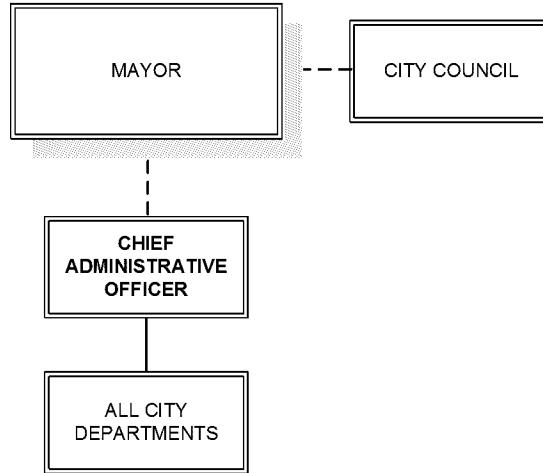 MAYOR
CITY COUNCIL
CHIEF
ADMINISTRATIVE
OFFICER
ALL CITY
DEPARTMENTS